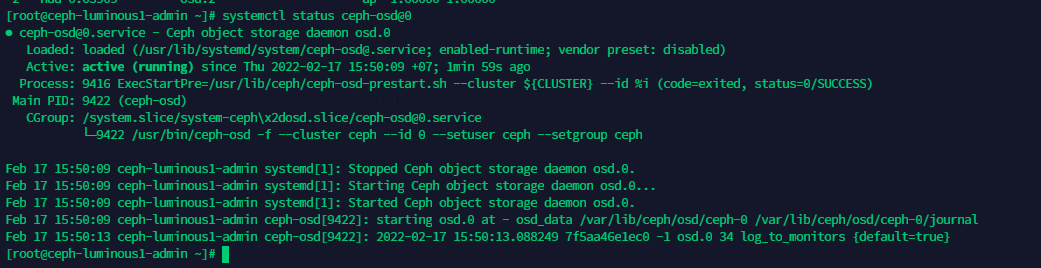 [root@ceph-luminous1-admin ~]# systemctl status ceph-osd@0
● ceph-osd@0.service - Ceph object storage daemon osd.0
Loaded: loaded (/usr/lib/systemd/system/ceph-osd@.service; enabled-runtime; vendor preset: disabled)
Active: active (running) since Thu 2022-02-17 15:50:09 +07; 1min 59s ago
Process: 9416 ExecStartPre=/usr/lib/ceph/ceph-osd-prestart.sh --cluster ${CLUSTER} --id %i (code=exited, status=0/SUCCESS)
Main PID: 9422 (ceph-osd)
CGroup: /system.slice/system-ceph\x2dosd.slice/ceph-osd@0.service
└─9422 /usr/bin/ceph-osd -f --cluster ceph --id 0 --setuser ceph --setgroup ceph
Feb 17 15:50:09 ceph-luminous1-admin systemd[1]: Stopped Ceph object storage daemon osd.0.
Feb 17 15:50:09 ceph-luminous1-admin systemd[1]: Starting Ceph object storage daemon osd.0...
Feb 17 15:50:09 ceph-luminous1-admin systemd[1]: Started Ceph object storage daemon osd.0.
Feb 17 15:50:09 ceph-luminous1-admin ceph-osd[9422]: starting osd.0 at - osd_data /var/lib/ceph/osd/ceph-0 /var/lib/ceph/osd/ceph-0/journal
Feb 17 15:50:13 ceph-luminous1-admin ceph-osd[9422]: 2022-02-17 15:50:13.088249 7f5aa46e1ec0 -1 osd.0 34 log_to_monitors {default=true}
[root@ceph-luminous1-admin ~]#